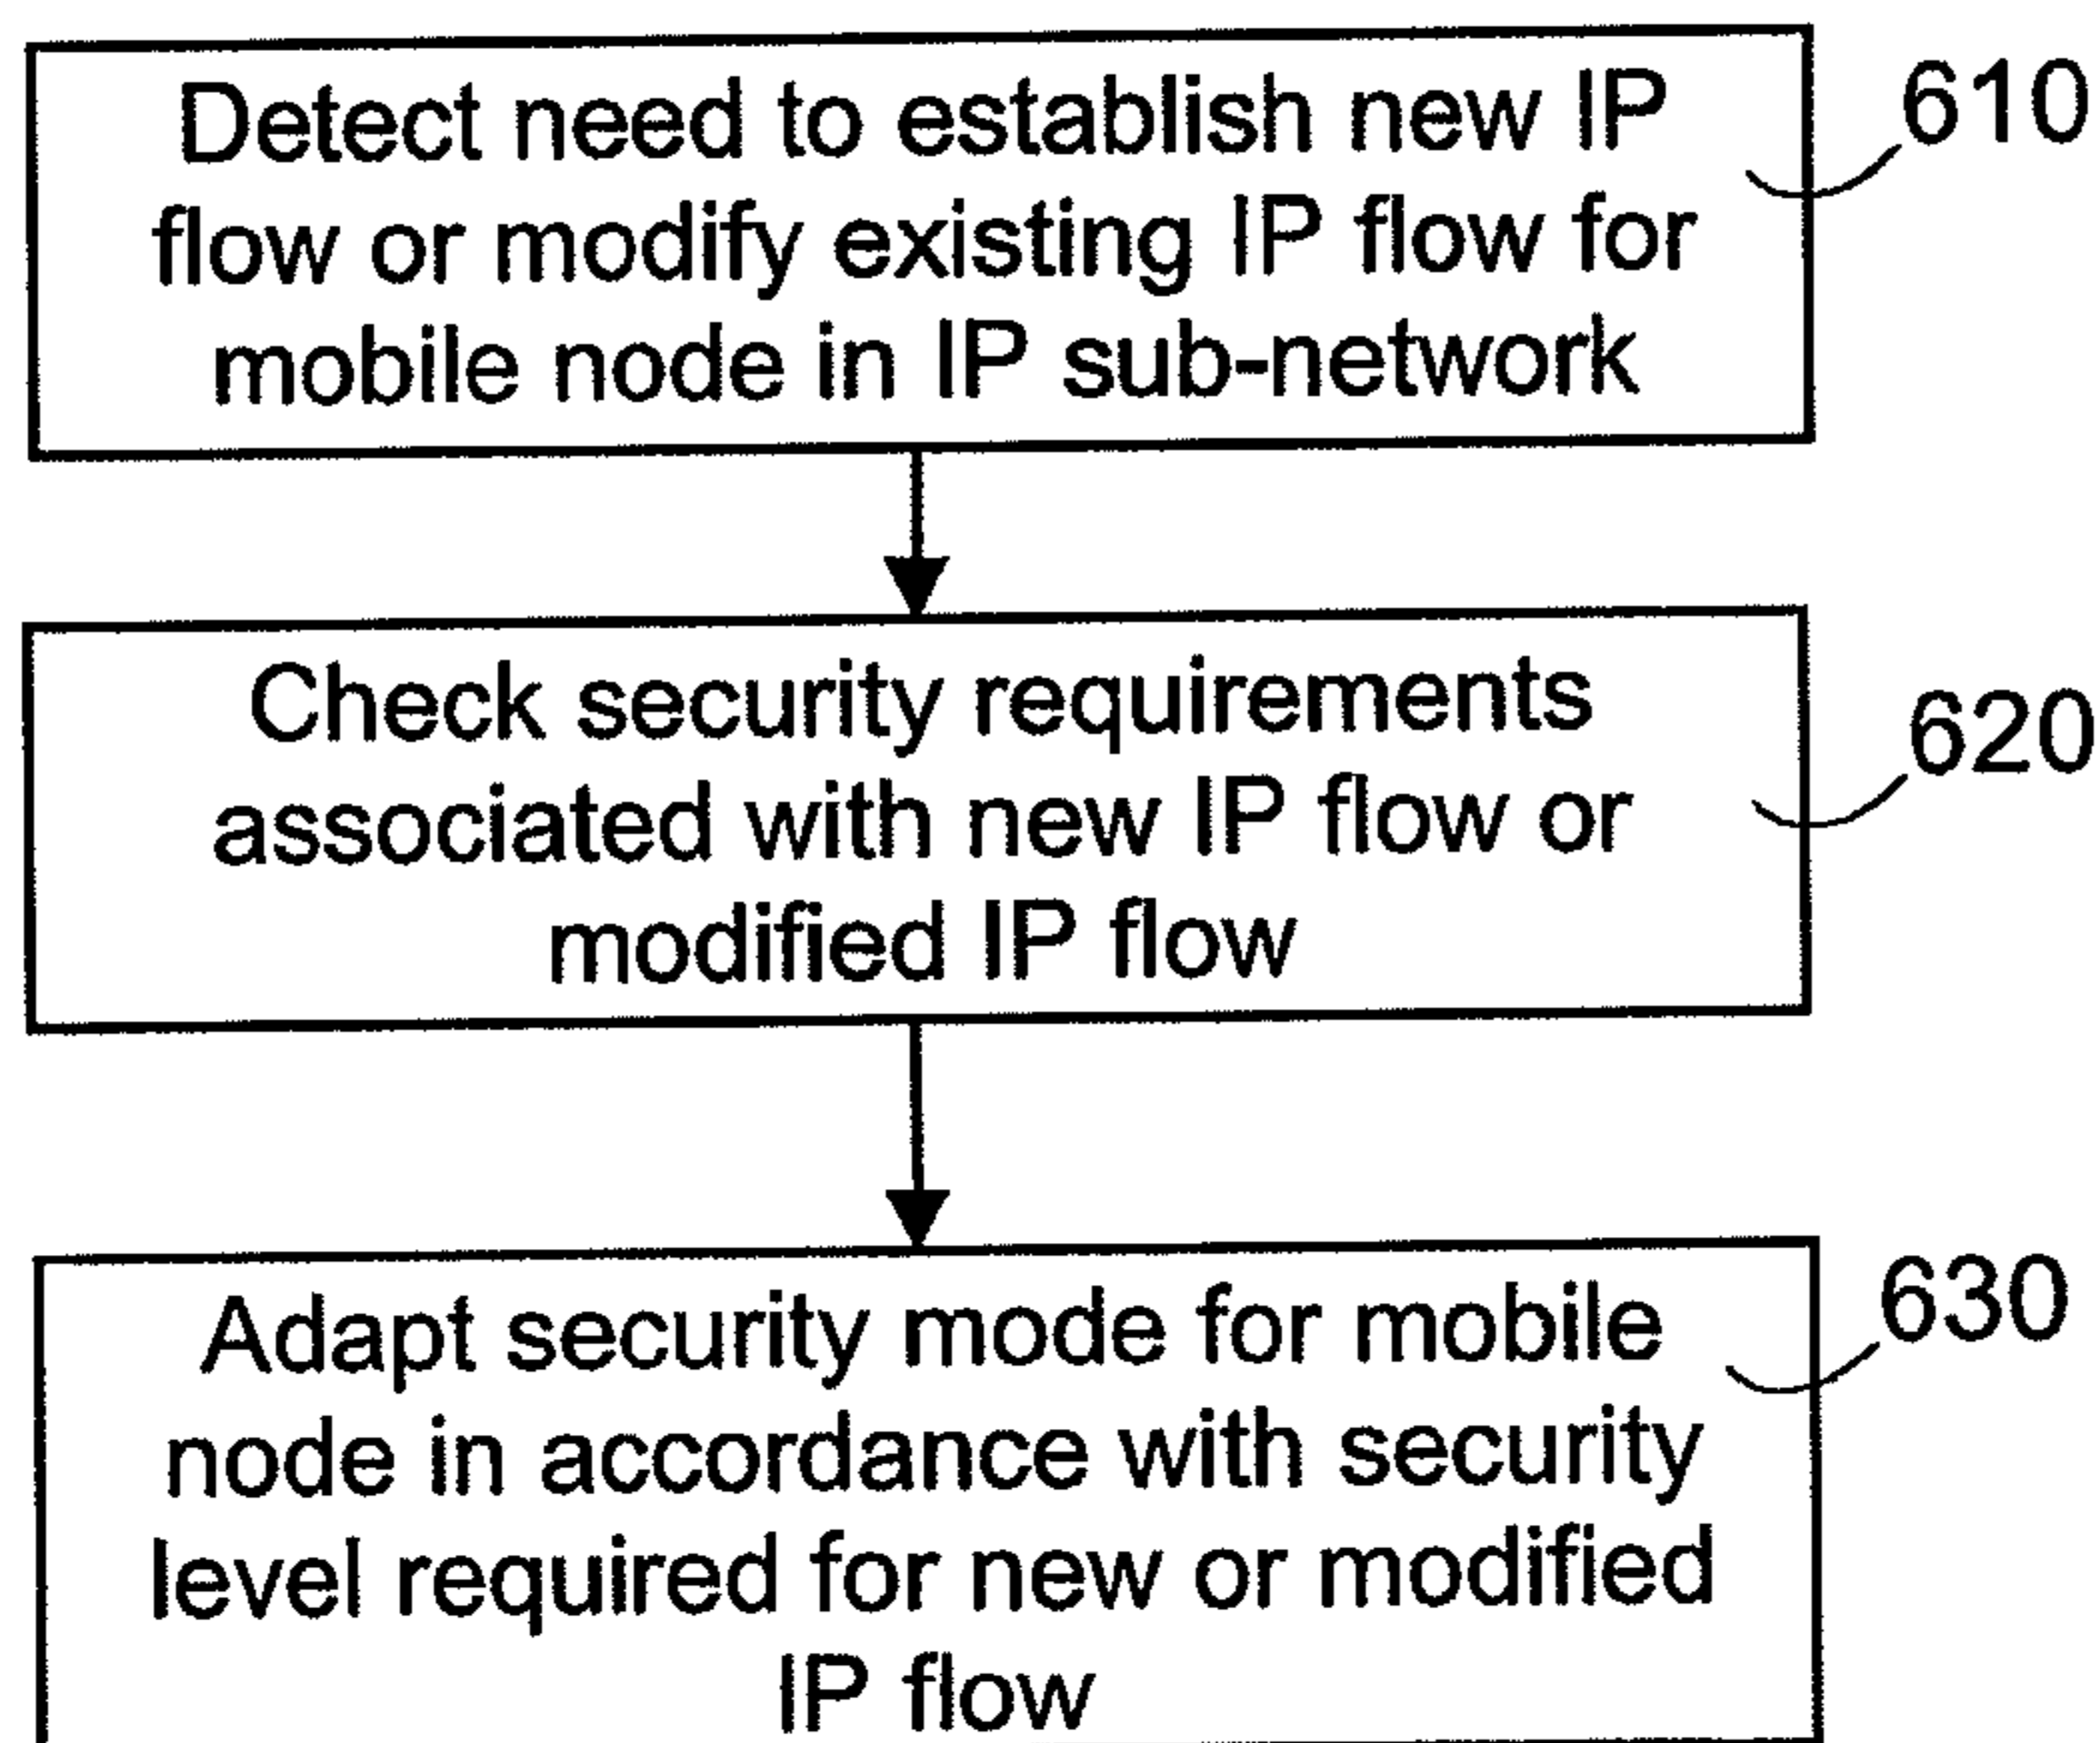 Detect need to establish new IP
flow or modify existing IP flow for
mobile node in IP sub-network
610
Check security requirements
associated with new IP flow or
modified IP flow
620
Adapt security mode for mobile
node in accordance with security
level required for new or modified
IP flow
630